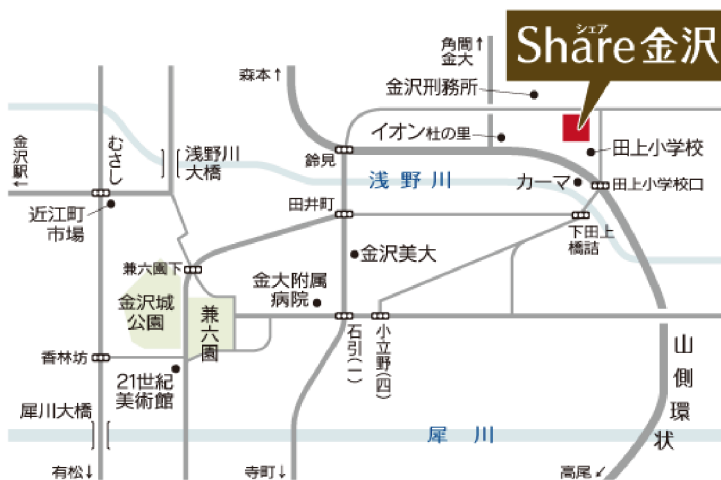 シェア
Share金沢
角間↑
金大
森本↑
金沢刑務所
イオン杜の里
田上小学校
金沢駅←
むさし
浅野川
大橋
鈴見
浅野川
カーマ
田上小学校口
近江町
市場
田井町
下田上
橋詰
兼六園下
金沢美大
金沢城
公園
兼六園
金大附属
病院
石引(一)
小立野(四)
山側環状
香林坊
21世紀
美術館
犀川大橋
犀川
有松↓
寺町↓
高尾↙